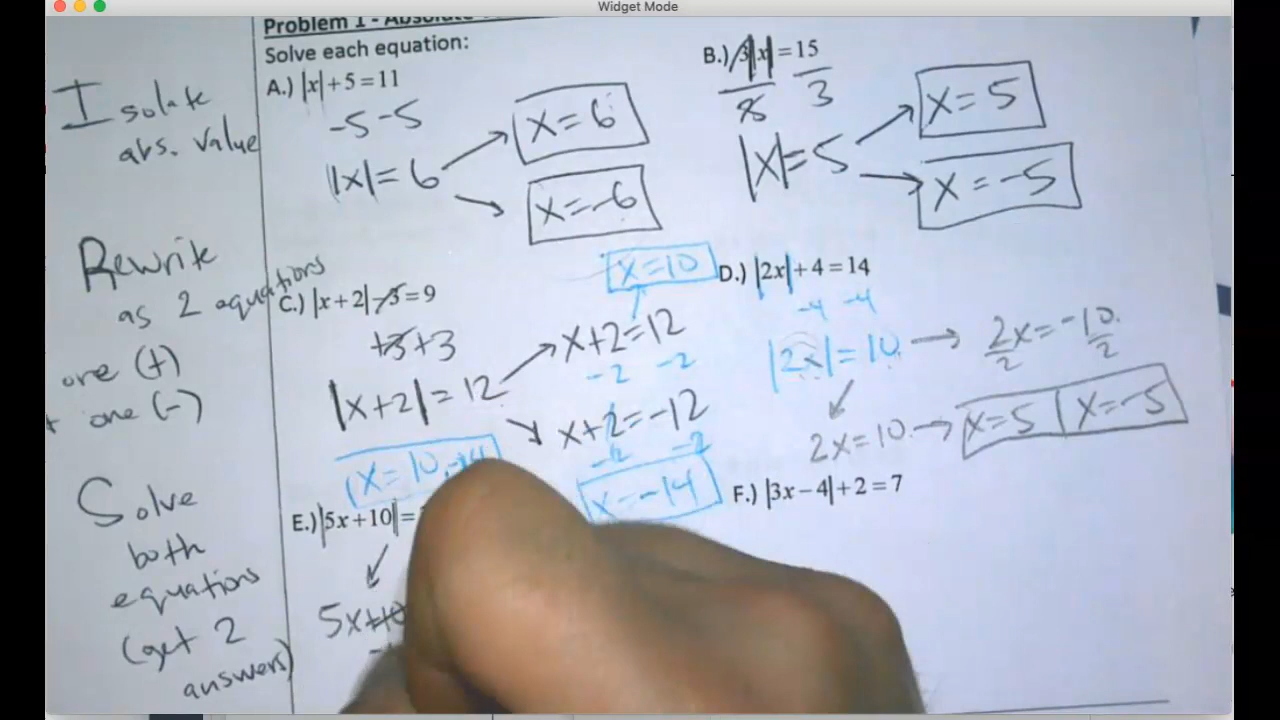 Widget Mode
Problem 1 - Absolute
Solve each equation:
A.) |x| + 5 = 11
-5 -5
|x| = 6
x = 6
x = -6
B.) 3|x| = 15
3 3
|x| = 5
x = 5
x = -5
Isolate
abs. value
Rewrite
as 2 equations
one (+)
+ one (-)
Solve
both
equations
(get 2
answers)
C.) |x + 2| - 3 = 9
+3 +3
|x+2| = 12
x+2 = 12
-2 -2
x = 10
x+2 = -12
-2 -2
x = -14
x = 10, -14
D.) |2x| + 4 = 14
-4 -4
|2x| = 10
2x = -10
2 2
2x = 10
x = 5 x = -5
E.) |5x + 10| =
5x+10
F.) |3x - 4| + 2 = 7